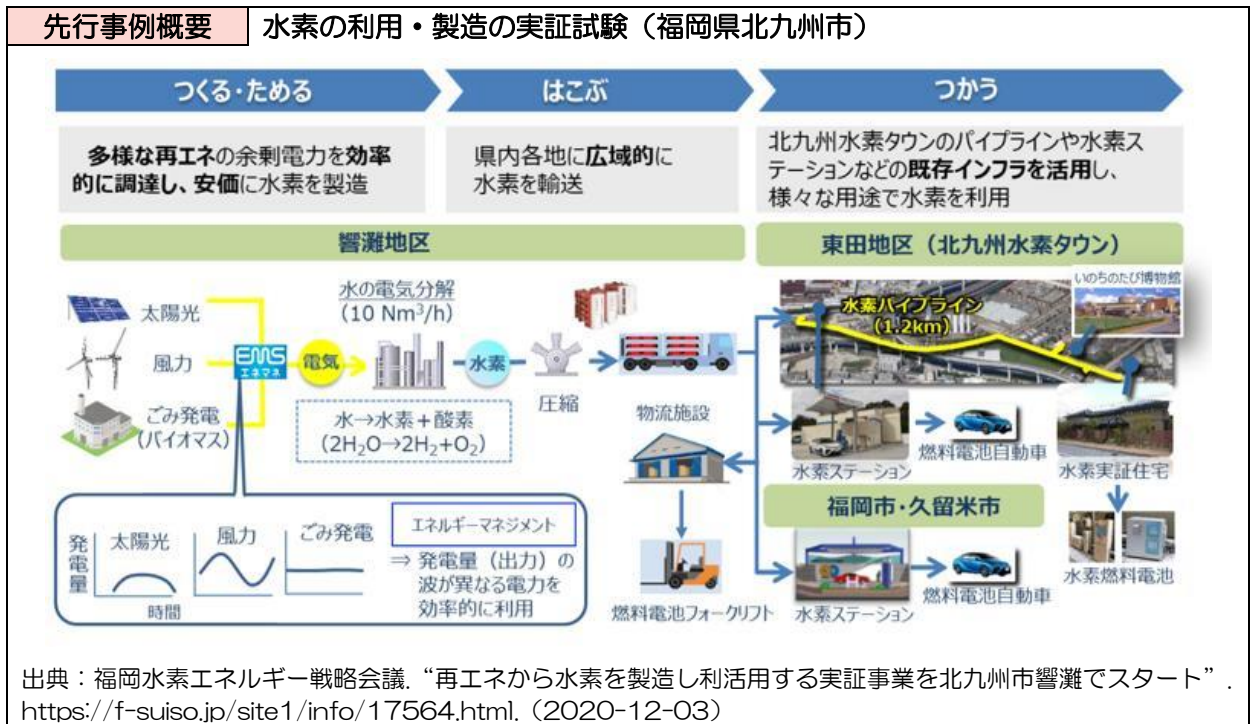 先行事例概要 水素の利用・製造の実証試験（福岡県北九州市）
つくる・ためる
はこぶ
つかう
多様な再エネの余剰電力を効率
的に調達し、安価に水素を製造
県内各地に広域的に
水素を輸送
北九州水素タウンのパイプラインや水素ス
テーションなどの既存インフラを活用し、
様々な用途で水素を利用
響灘地区
東田地区（北九州水素タウン）
太陽光
風力
ごみ発電
(バイオマス)
EMS
エネマネ
電気
水の電気分解
(10 Nm³/h)
水→水素＋酸素
(2H₂O→2H₂+O₂)
水素
圧縮
物流施設
燃料電池フォークリフト
水素パイプライン
(1.2km)
いのちのたび博物館
水素ステーション
燃料電池自動車
水素実証住宅
水素燃料電池
福岡市・久留米市
水素ステーション
燃料電池自動車
発電量
太陽光
風力
ごみ発電
時間
エネルギーマネジメント
⇒ 発電量（出力）の
波が異なる電力を
効率的に利用
出典：福岡水素エネルギー戦略会議. “再エネから水素を製造し利活用する実証事業を北九州市響灘でスタート”.
https://f-suiso.jp/site1/info/17564.html.（2020-12-03）